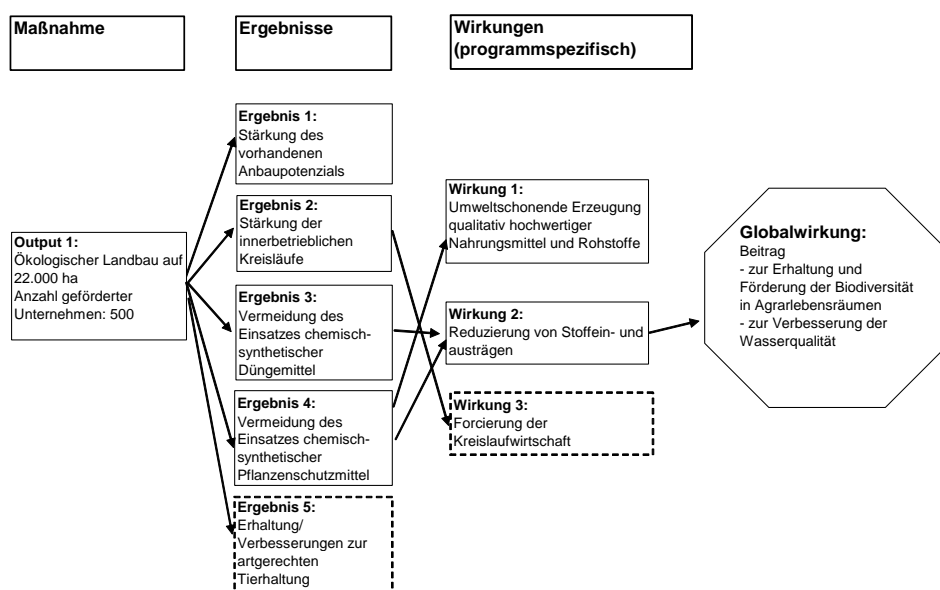 Maßnahme
Ergebnisse
Wirkungen
(programmspezifisch)
Output 1:
Ökologischer Landbau auf
22.000 ha
Anzahl geförderter
Unternehmen: 500
Ergebnis 1:
Stärkung des
vorhandenen
Anbaupotenzials
Ergebnis 2:
Stärkung der
innerbetrieblichen
Kreisläufe
Ergebnis 3:
Vermeidung des
Einsatzes chemisch-
synthetischer
Düngemittel
Ergebnis 4:
Vermeidung des
Einsatzes chemisch-
synthetischer
Pflanzenschutzmittel
Ergebnis 5:
Erhaltung/
Verbesserungen zur
artgerechten
Tierhaltung
Wirkung 1:
Umweltschonende Erzeugung
qualitativ hochwertiger
Nahrungsmittel und Rohstoffe
Wirkung 2:
Reduzierung von Stoffein- und
austrägen
Wirkung 3:
Forcierung der
Kreislaufwirtschaft
Globalwirkung:
Beitrag
- zur Erhaltung und
Förderung der Biodiversität
in Agrarlebensräumen
- zur Verbesserung der
Wasserqualität